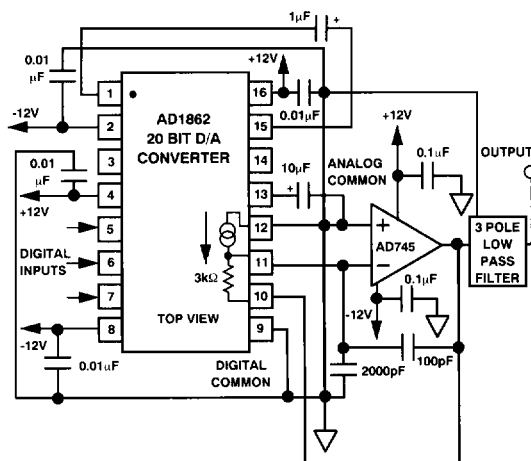 1μF
+
0.01
μF
+12V
0.01μF
-12V
1
2
3
4
5
6
7
8
16
15
14
13
12
11
10
9
AD1862
20 BIT D/A
CONVERTER
3kΩ
TOP VIEW
0.01
μF
+12V
DIGITAL
INPUTS
-12V
0.01μF
10μF
+
ANALOG
COMMON
+12V
0.1μF
+
AD745
−
-12V
0.1μF
OUTPUT
3 POLE
LOW
PASS
FILTER
100pF
2000pF
DIGITAL
COMMON